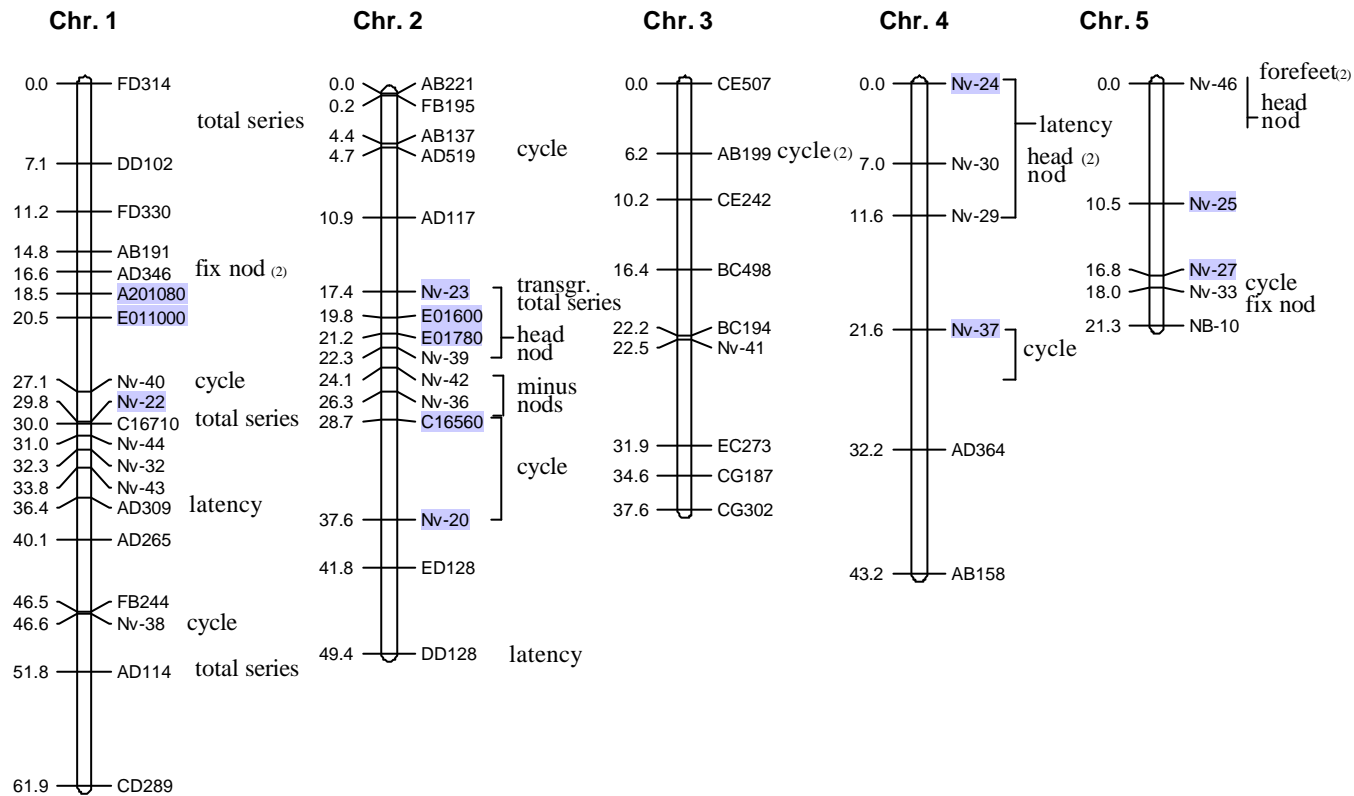 Chr. 1
0.0 FD314
total series
7.1 DD102
11.2 FD330
14.8 AB191
16.6 AD346 fix nod (2)
18.5 A201080
20.5 E011000
27.1 Nv-40 cycle
29.8 Nv-22
30.0 C16710 total series
31.0 Nv-44
32.3 Nv-32
33.8 Nv-43
36.4 AD309 latency
40.1 AD265
46.5 FB244
46.6 Nv-38 cycle
51.8 AD114 total series
61.9 CD289
Chr. 2
0.0 AB221
0.2 FB195
4.4 AB137
4.7 AD519 cycle
10.9 AD117
17.4 Nv-23 transgr.
total series
19.8 E01600
21.2 E01780 head
22.3 Nv-39 nod
24.1 Nv-42 minus
26.3 Nv-36 nods
28.7 C16560
cycle
37.6 Nv-20
41.8 ED128
49.4 DD128 latency
Chr. 3
0.0 CE507
6.2 AB199 cycle (2)
10.2 CE242
16.4 BC498
22.2 BC194
22.5 Nv-41
31.9 EC273
34.6 CG187
37.6 CG302
Chr. 4
0.0 Nv-24
latency
7.0 Nv-30 head (2)
nod
11.6 Nv-29
21.6 Nv-37
cycle
32.2 AD364
43.2 AB158
Chr. 5
forefeet(2)
0.0 Nv-46
head
nod
10.5 Nv-25
16.8 Nv-27
cycle
18.0 Nv-33
fix nod
21.3 NB-10